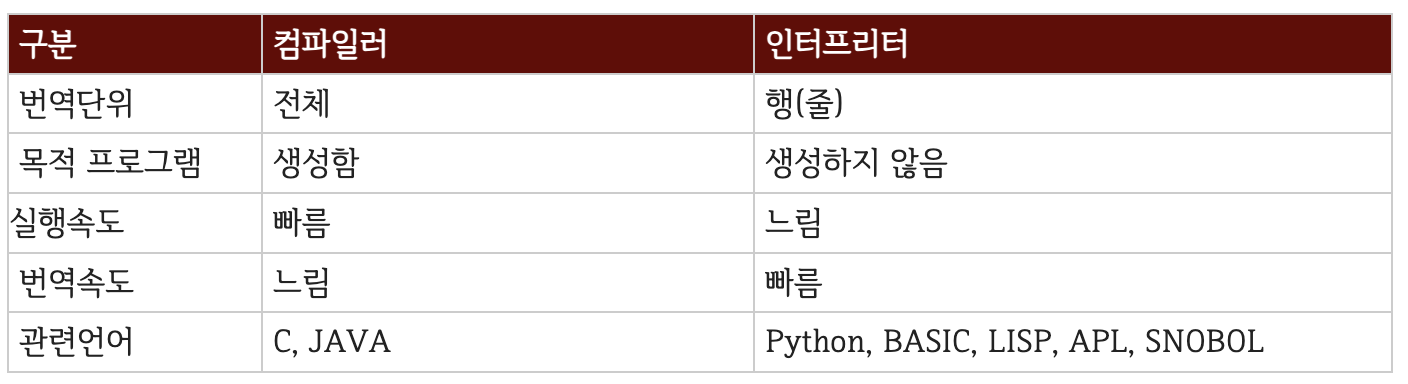 구분 컴파일러 인터프리터
번역단위 전체 행(줄)
목적 프로그램 생성함 생성하지 않음
실행속도 빠름 느림
번역속도 느림 빠름
관련언어 C, JAVA Python, BASIC, LISP, APL, SNOBOL